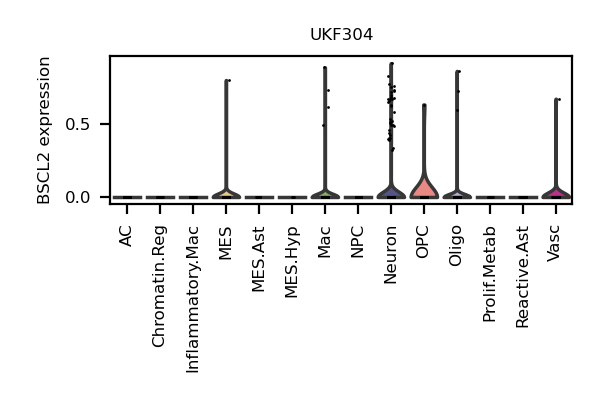 UKF304
BSCL2 expression
0.5
0.0
AC
Chromatin.Reg
Inflammatory.Mac
MES
MES.Ast
MES.Hyp
Mac
NPC
Neuron
OPC
Oligo
Prolif.Metab
Reactive.Ast
Vasc